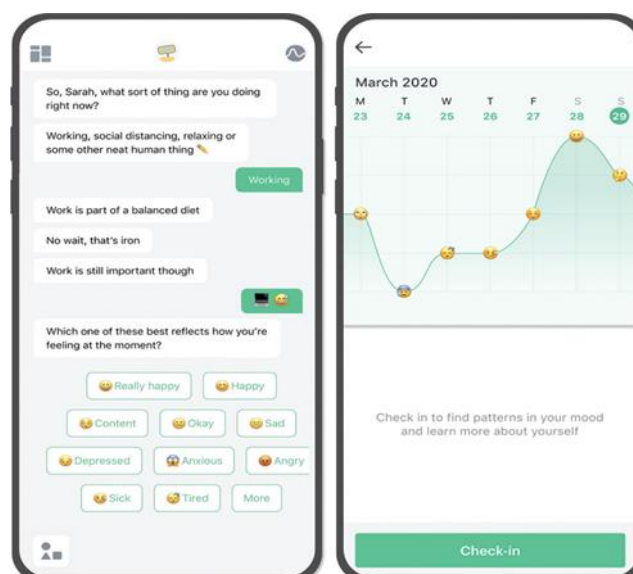 So, Sarah, what sort of thing are you doing
right now?
Working, social distancing, relaxing or
some other neat human thing ✏️
Working
Work is part of a balanced diet
No wait, that's iron
Work is still important though
Which one of these best reflects how you're
feeling at the moment?
Really happy
Happy
Content
Okay
Sad
Depressed
Anxious
Angry
Sick
Tired
More
March 2020
M T W T F S S
23 24 25 26 27 28 29
Check in to find patterns in your mood
and learn more about yourself
Check-in